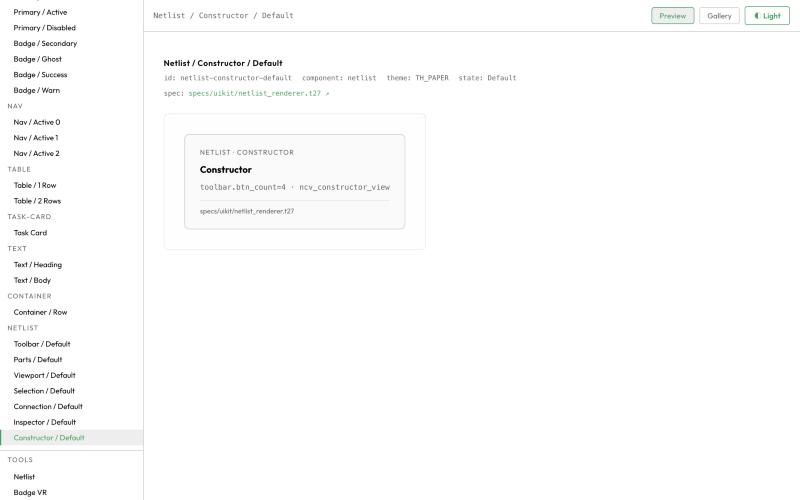 Primary / Active
Primary / Disabled
Badge / Secondary
Badge / Ghost
Badge / Success
Badge / Warn
NAV
Nav / Active 0
Nav / Active 1
Nav / Active 2
TABLE
Table / 1 Row
Table / 2 Rows
TASK-CARD
Task Card
TEXT
Text / Heading
Text / Body
CONTAINER
Container / Row
NETLIST
Toolbar / Default
Parts / Default
Viewport / Default
Selection / Default
Connection / Default
Inspector / Default
Constructor / Default
TOOLS
Netlist
Badge VR
Netlist / Constructor / Default
Preview
Gallery
Light
Netlist / Constructor / Default
id: netlist-constructor-default component: netlist theme: TH_PAPER state: Default
spec: specs/uikit/netlist_renderer.t27 ↗
NETLIST · CONSTRUCTOR
Constructor
toolbar.btn_count=4 · ncv_constructor_view
specs/uikit/netlist_renderer.t27